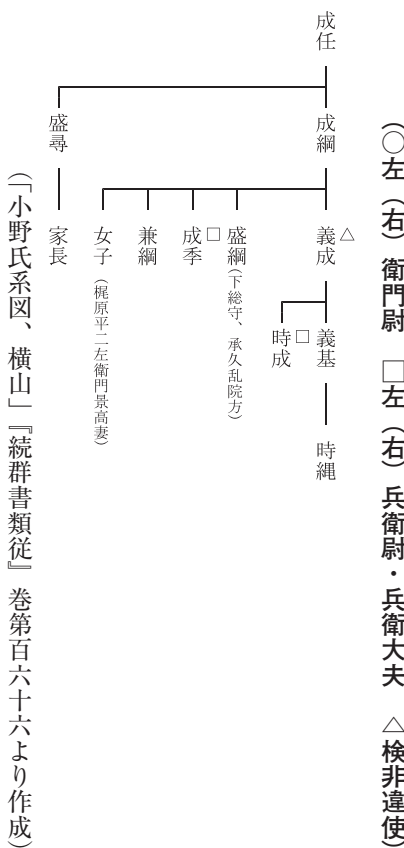 (○左(右)衛門尉 □左(右)兵衛尉・兵衛大夫 △検非違使)
成任
成綱
盛尋
△
義成
盛綱(下総守、承久乱院方)
□
成季
兼綱
女子(梶原平二左衛門景高妻)
家長
義基
□
時成
時縄
(「小野氏系図、横山」『続群書類従』巻第百六十六より作成)